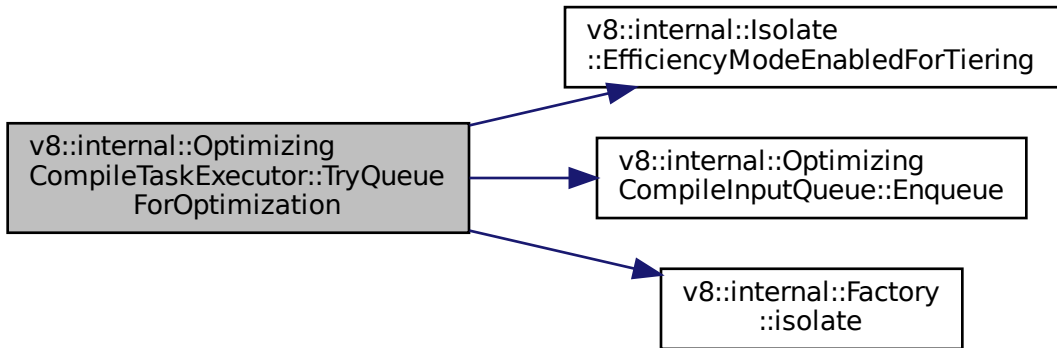 v8::internal::Optimizing
CompileTaskExecutor::TryQueue
ForOptimization
v8::internal::Isolate
::EfficiencyModeEnabledForTiering
v8::internal::Optimizing
CompileInputQueue::Enqueue
v8::internal::Factory
::isolate